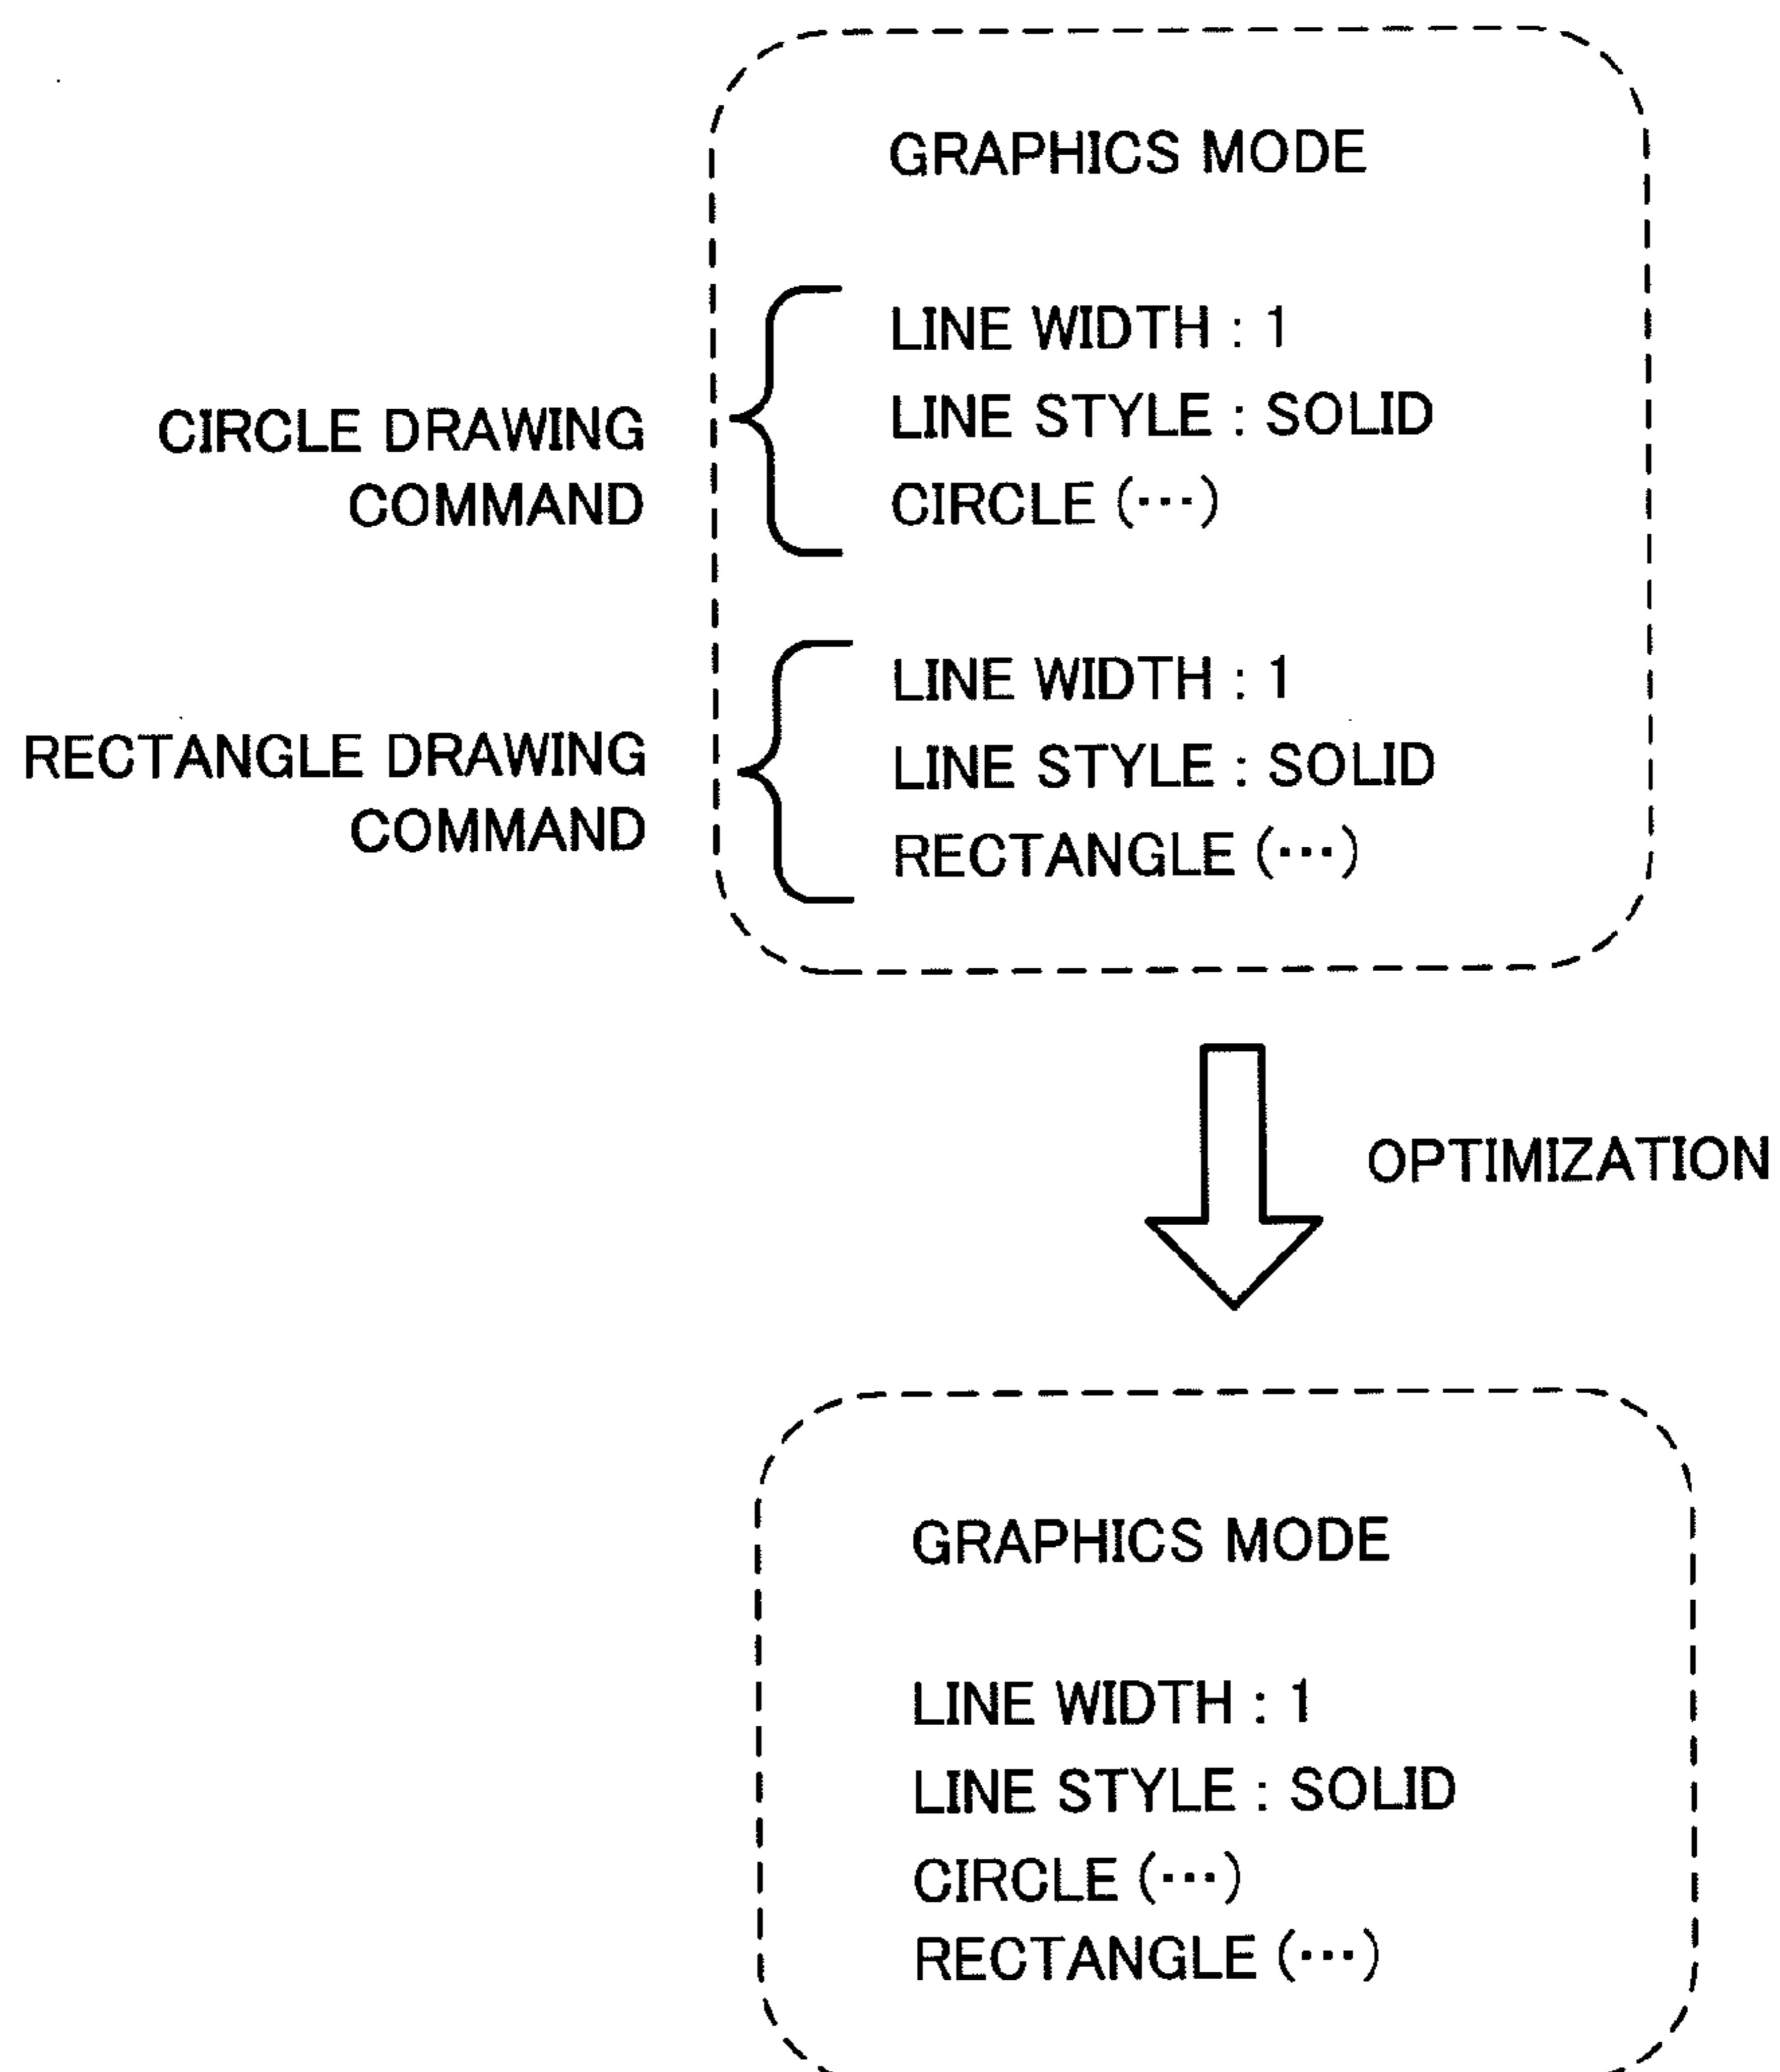 GRAPHICS MODE
LINE WIDTH : 1
LINE STYLE : SOLID
CIRCLE (···)
CIRCLE DRAWING
COMMAND
LINE WIDTH : 1
LINE STYLE : SOLID
RECTANGLE (···)
RECTANGLE DRAWING
COMMAND
OPTIMIZATION
GRAPHICS MODE
LINE WIDTH : 1
LINE STYLE : SOLID
CIRCLE (···)
RECTANGLE (···)